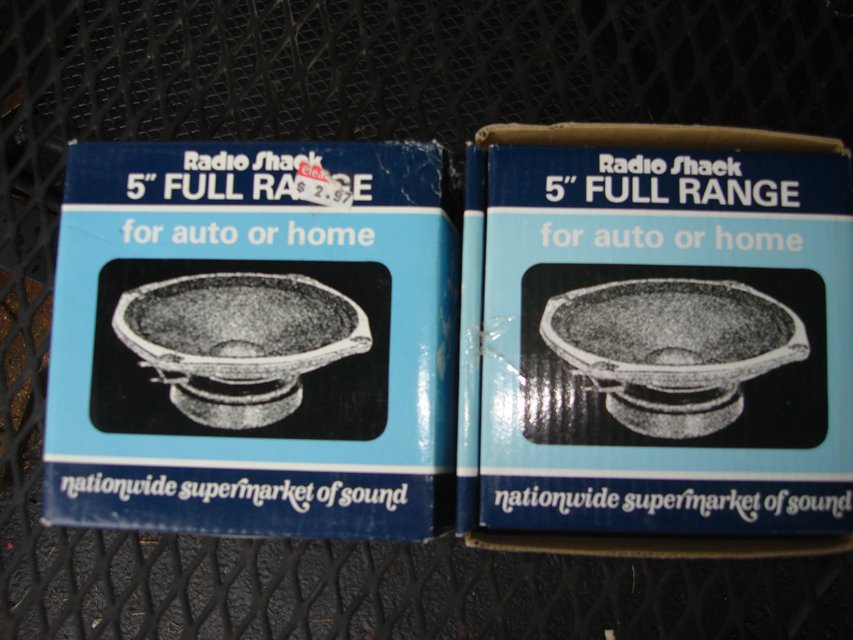 Radio Shack
5" FULL RANGE
$2.97
for auto or home
nationwide supermarket of sound
Radio Shack
5" FULL RANGE
for auto or home
nationwide supermarket of sound